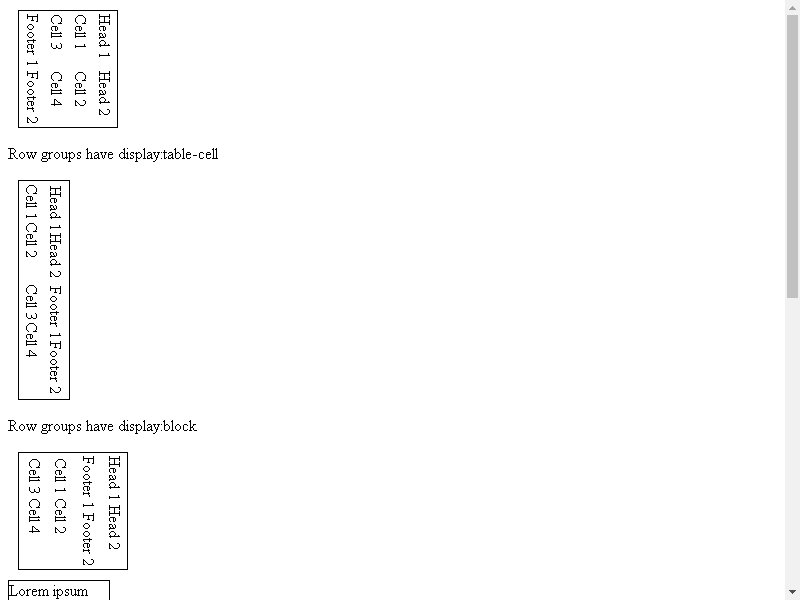 Head 1 Head 2
Cell 1 Cell 2
Cell 3 Cell 4
Footer 1 Footer 2
Row groups have display:table-cell
Head 1 Head 2 Footer 1 Footer 2
Cell 1 Cell 2 Cell 3 Cell 4
Row groups have display:block
Head 1 Head 2
Footer 1 Footer 2
Cell 1 Cell 2
Cell 3 Cell 4
Lorem ipsum